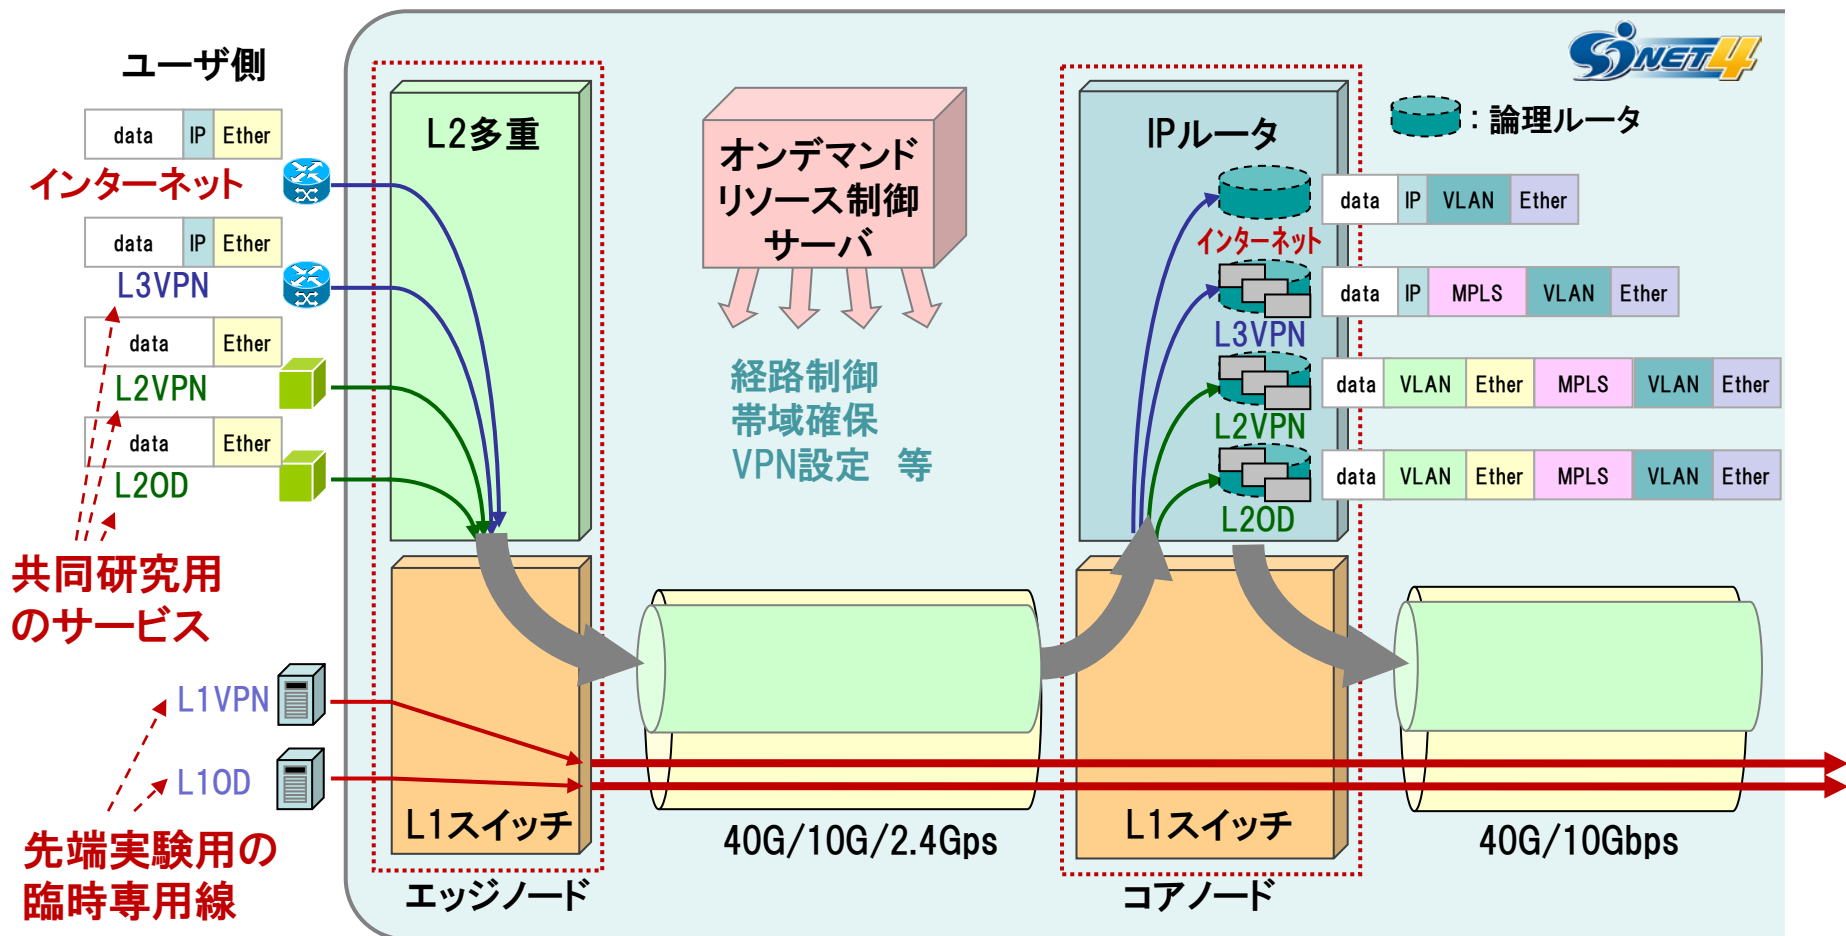 ユーザ側
data IP Ether
インターネット
data IP Ether
L3VPN
data Ether
L2VPN
data Ether
L2OD
共同研究用
のサービス
L1VPN
L1OD
先端実験用の
臨時専用線
L2多重
L1スイッチ
エッジノード
オンデマンド
リソース制御
サーバ
経路制御
帯域確保
VPN設定 等
40G/10G/2.4Gps
IPルータ
インターネット
L3VPN
L2VPN
L2OD
L1スイッチ
コアノード
SINET4
:論理ルータ
data IP VLAN Ether
data IP MPLS VLAN Ether
data VLAN Ether MPLS VLAN Ether
data VLAN Ether MPLS VLAN Ether
40G/10Gbps